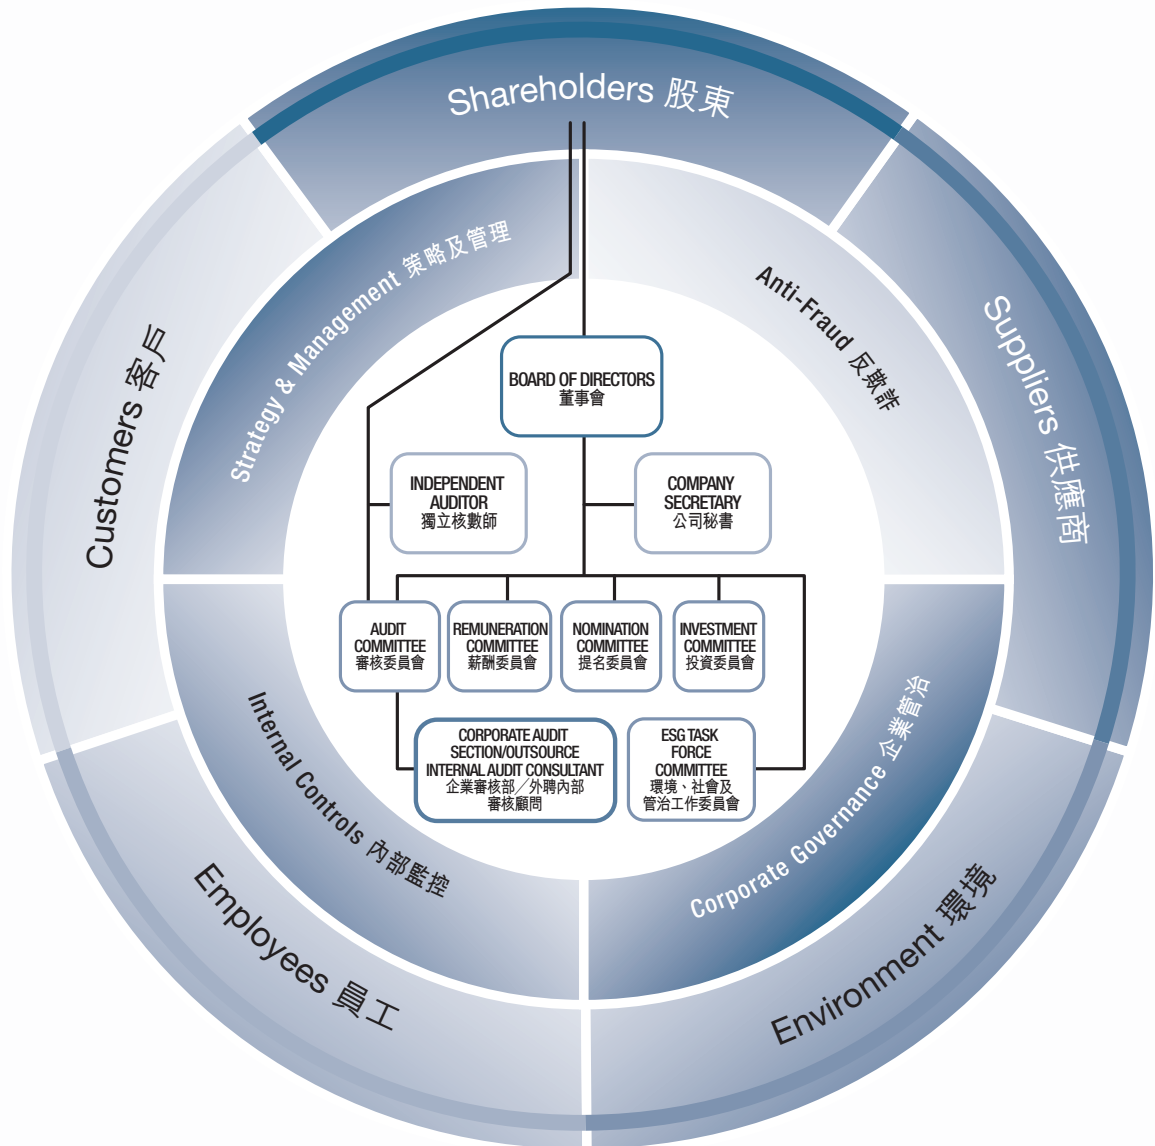 Shareholders 股東
Suppliers 供應商
Environment 環境
Employees 員工
Customers 客戶
Strategy & Management 策略及管理
Anti-Fraud 反欺詐
Corporate Governance 企業管治
Internal Controls 內部監控
BOARD OF DIRECTORS
董事會
INDEPENDENT
AUDITOR
獨立核數師
COMPANY
SECRETARY
公司秘書
AUDIT
COMMITTEE
審核委員會
REMUNERATION
COMMITTEE
薪酬委員會
NOMINATION
COMMITTEE
提名委員會
INVESTMENT
COMMITTEE
投資委員會
CORPORATE AUDIT
SECTION/OUTSOURCE
INTERNAL AUDIT CONSULTANT
企業審核部／外聘內部
審核顧問
ESG TASK
FORCE
COMMITTEE
環境、社會及
管治工作委員會